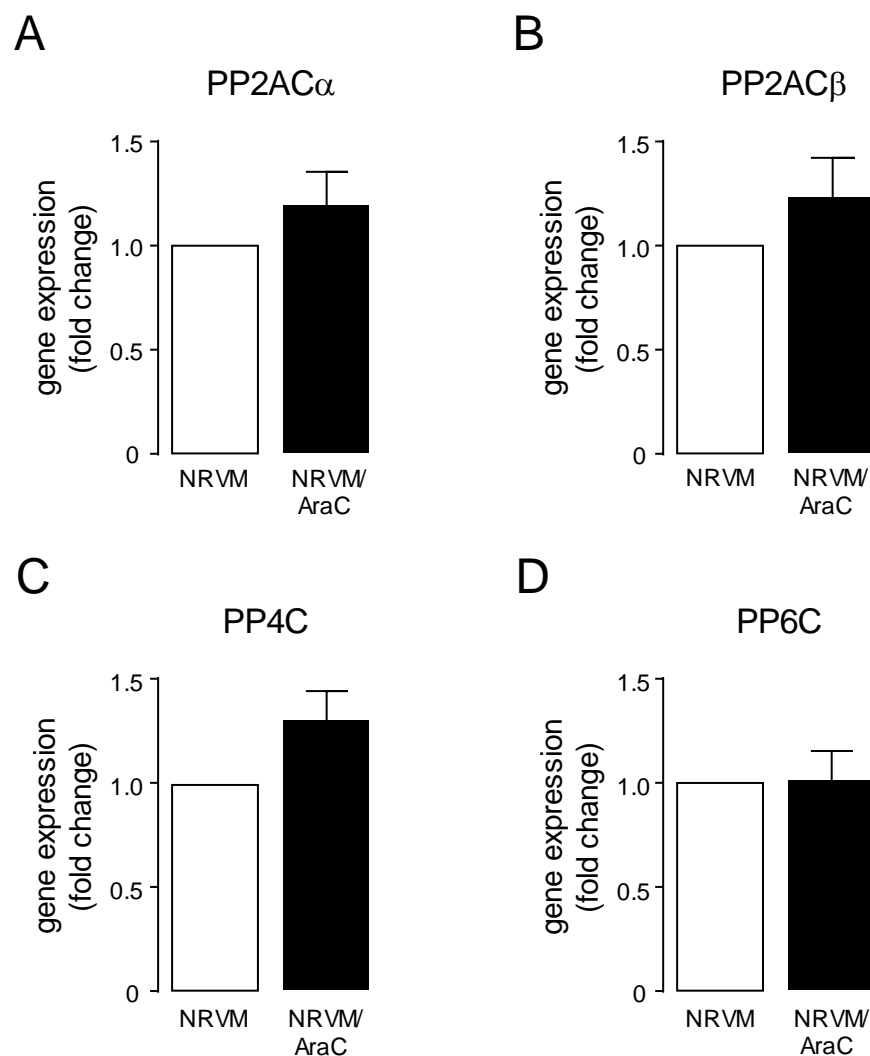 A
PP2ACα
gene expression
(fold change)
1.5
1.0
0.5
0
NRVM
NRVM/
AraC
B
PP2ACβ
gene expression
(fold change)
1.5
1.0
0.5
0
NRVM
NRVM/
AraC
C
PP4C
gene expression
(fold change)
1.5
1.0
0.5
0
NRVM
NRVM/
AraC
D
PP6C
gene expression
(fold change)
1.5
1.0
0.5
0
NRVM
NRVM/
AraC